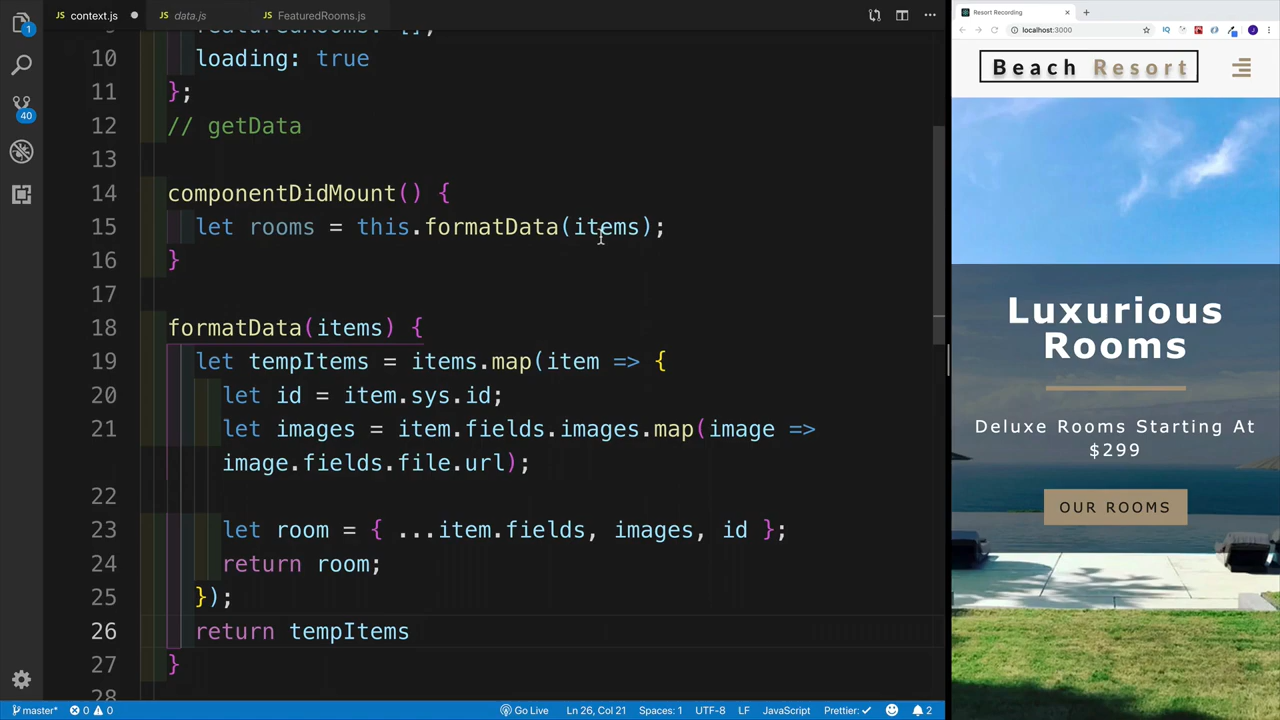 context.js
data.js
FeaturedRooms.js
10 loading: true
11 };
12 // getData
13
14 componentDidMount() {
15 let rooms = this.formatData(items);
16 }
17
18 formatData(items) {
19 let tempItems = items.map(item => {
20 let id = item.sys.id;
21 let images = item.fields.images.map(image =>
image.fields.file.url);
22
23 let room = { ...item.fields, images, id };
24 return room;
25 });
26 return tempItems
27 }
1
40
master*
0 0
Go Live
Ln 26, Col 21
Spaces: 1
UTF-8
LF
JavaScript
Prettier: ✓
2
Resort Recording
localhost:3000
Beach Resort
Luxurious
Rooms
Deluxe Rooms Starting At
$299
OUR ROOMS